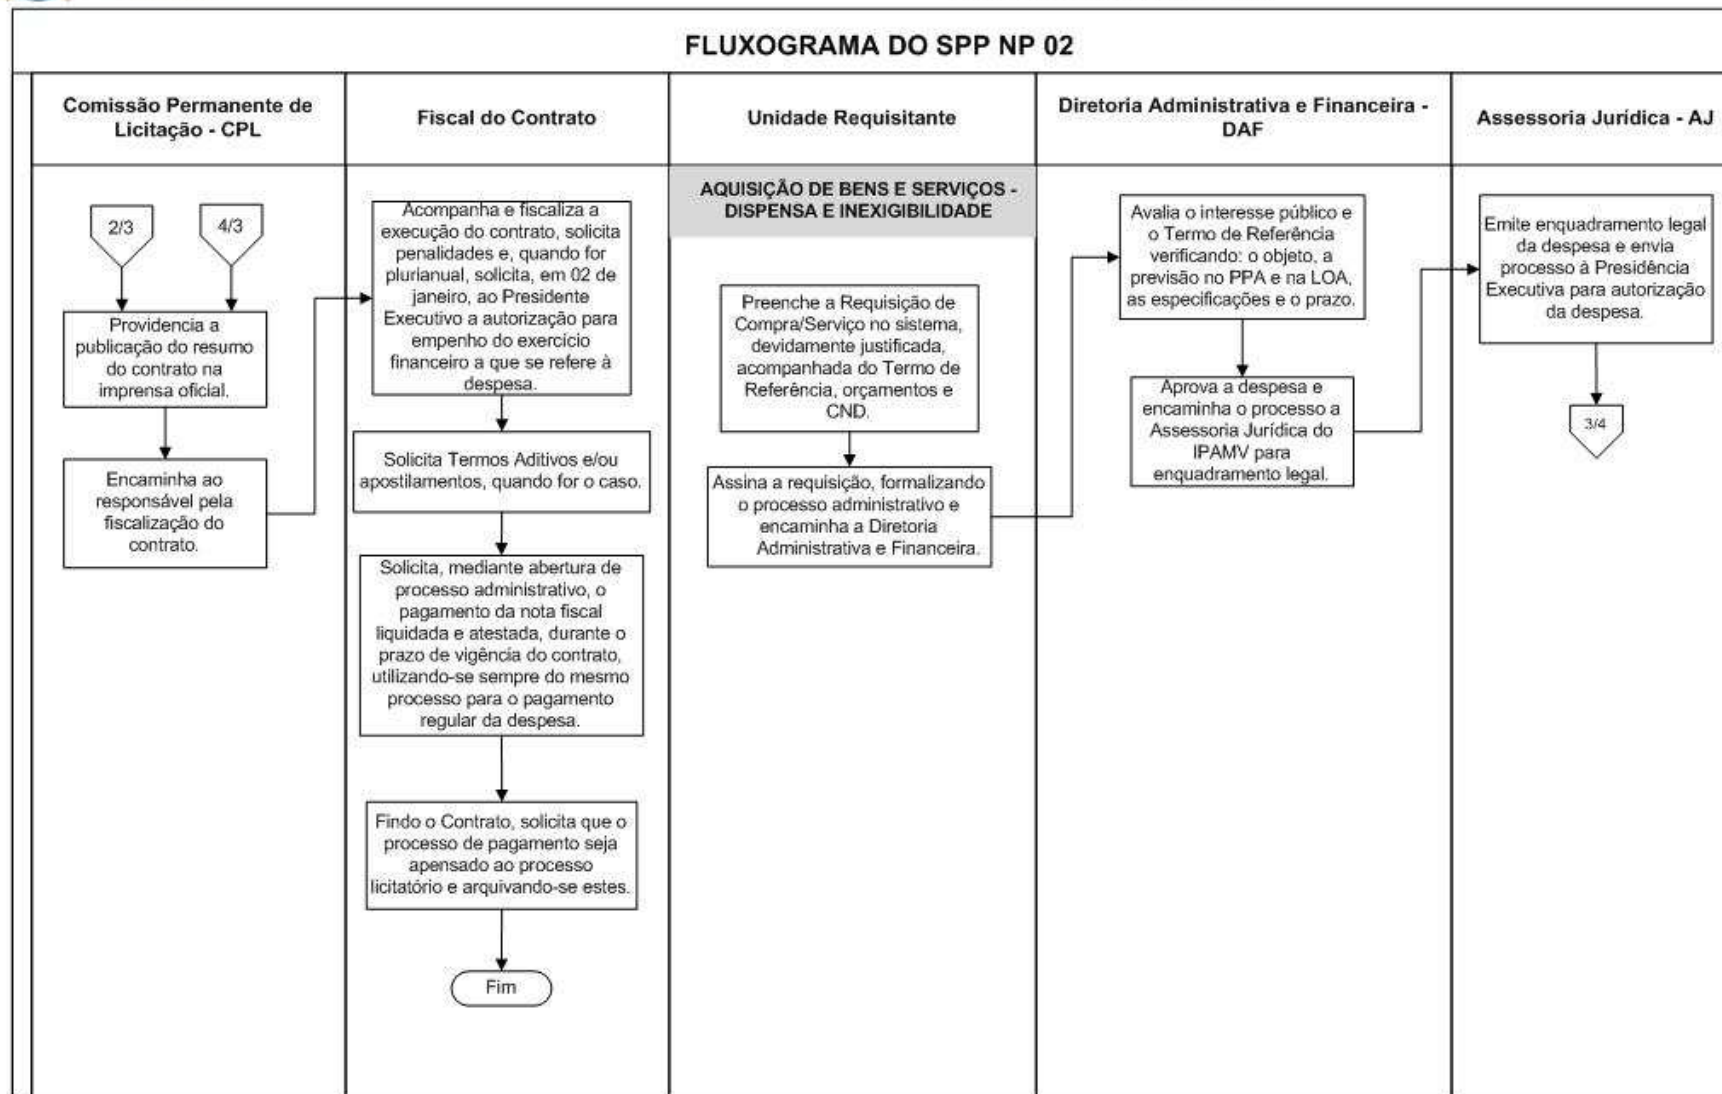 FLUXOGRAMA DO SPP NP 02
Comissão Permanente de
Licitação - CPL
Fiscal do Contrato
Unidade Requisitante
Diretoria Administrativa e Financeira -
DAF
Assessoria Jurídica - AJ
2/3
4/3
Providencia a
publicação do resumo
do contrato na
imprensa oficial.
Encaminha ao
responsável pela
fiscalização do
contrato.
Acompanha e fiscaliza a
execução do contrato, solicita
penalidades e, quando for
plurianual, solicita, em 02 de
janeiro, ao Presidente
Executivo a autorização para
empenho do exercício
financeiro a que se refere à
despesa.
Solicita Termos Aditivos e/ou
apostilamentos, quando for o caso.
Solicita, mediante abertura de
processo administrativo, o
pagamento da nota fiscal
liquidada e atestada, durante o
prazo de vigência do contrato,
utilizando-se sempre do mesmo
processo para o pagamento
regular da despesa.
Findo o Contrato, solicita que o
processo de pagamento seja
apensado ao processo
licitatório e arquivando-se estes.
Fim
AQUISIÇÃO DE BENS E SERVIÇOS -
DISPENSA E INEXIGIBILIDADE
Preenche a Requisição de
Compra/Serviço no sistema,
devidamente justificada,
acompanhada do Termo de
Referência, orçamentos e
CND.
Assina a requisição, formalizando
o processo administrativo e
encaminha a Diretoria
Administrativa e Financeira.
Avalia o interesse público e
o Termo de Referência
verificando: o objeto, a
previsão no PPA e na LOA,
as especificações e o prazo.
Aprova a despesa e
encaminha o processo a
Assessoria Jurídica do
IPAMV para
enquadramento legal.
Emite enquadramento legal
da despesa e envia
processo à Presidência
Executiva para autorização
da despesa.
3/4